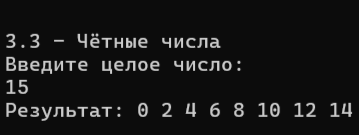 3.3 – Чётные числа
Введите целое число:
15
Результат: 0 2 4 6 8 10 12 14